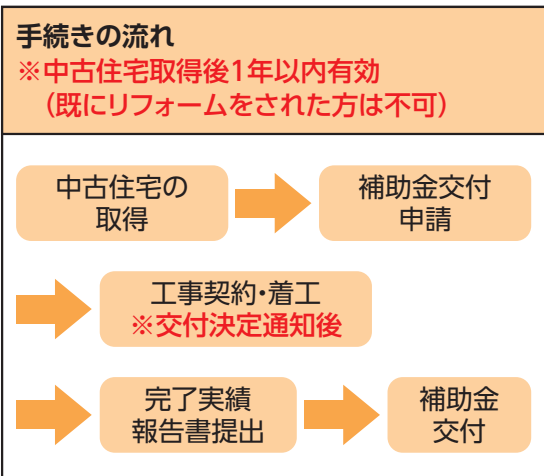 手続きの流れ
※中古住宅取得後1年以内有効
（既にリフォームをされた方は不可）
中古住宅の
取得
補助金交付
申請
工事契約・着工
※交付決定通知後
完了実績
報告書提出
補助金
交付